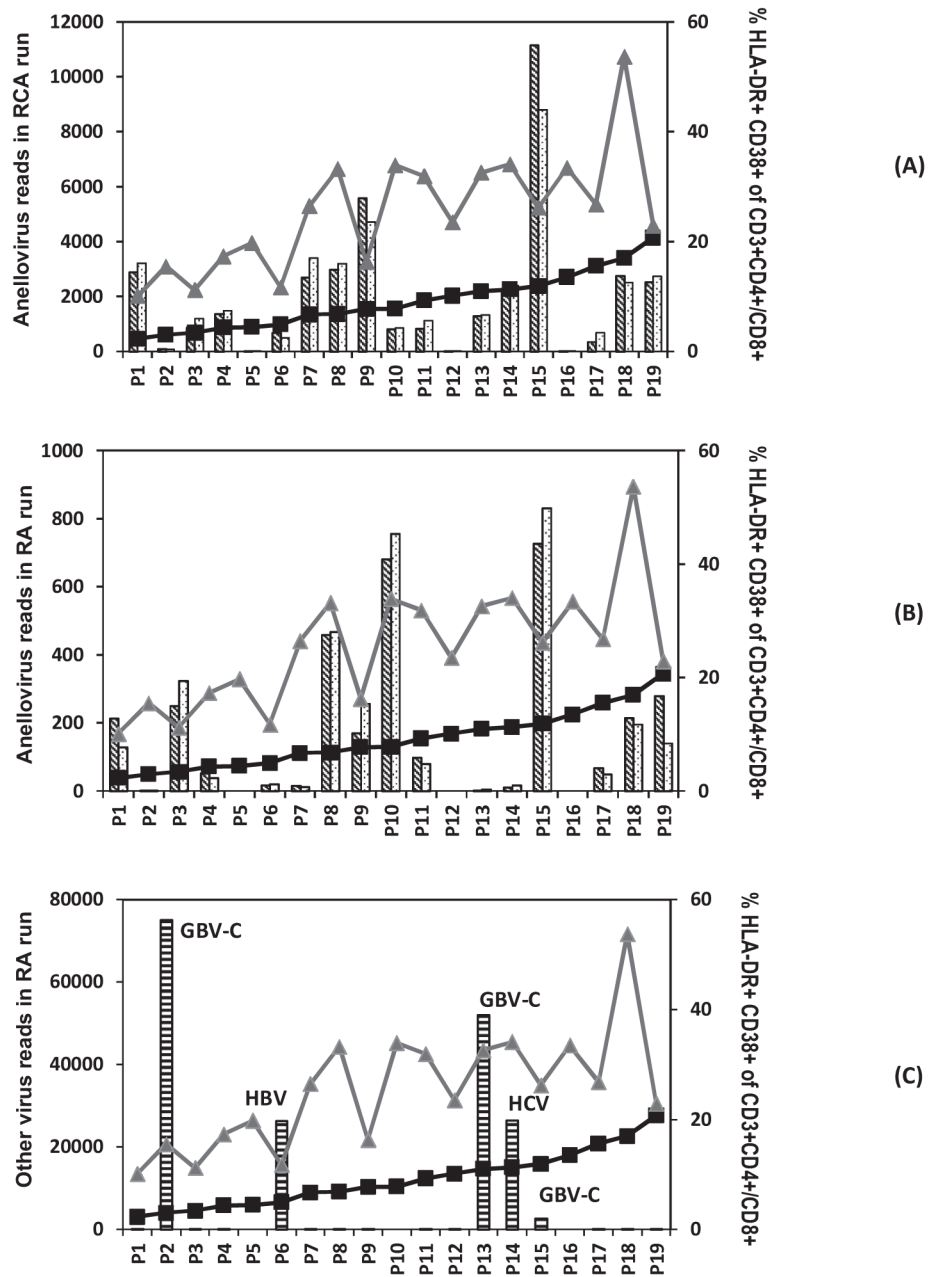 12000
10000
8000
6000
4000
2000
0
Anellovirus reads in RCA run
60
40
20
0
% HLA-DR+ CD38+ of CD3+CD4+/CD8+
(A)
P1 P2 P3 P4 P5 P6 P7 P8 P9 P10 P11 P12 P13 P14 P15 P16 P17 P18 P19
1000
800
600
400
200
0
Anellovirus reads in RA run
60
40
20
0
% HLA-DR+ CD38+ of CD3+CD4+/CD8+
(B)
P1 P2 P3 P4 P5 P6 P7 P8 P9 P10 P11 P12 P13 P14 P15 P16 P17 P18 P19
80000
60000
40000
20000
0
Other virus reads in RA run
GBV-C
HBV
GBV-C
HCV
GBV-C
60
40
20
0
% HLA-DR+ CD38+ of CD3+CD4+/CD8+
(C)
P1 P2 P3 P4 P5 P6 P7 P8 P9 P10 P11 P12 P13 P14 P15 P16 P17 P18 P19